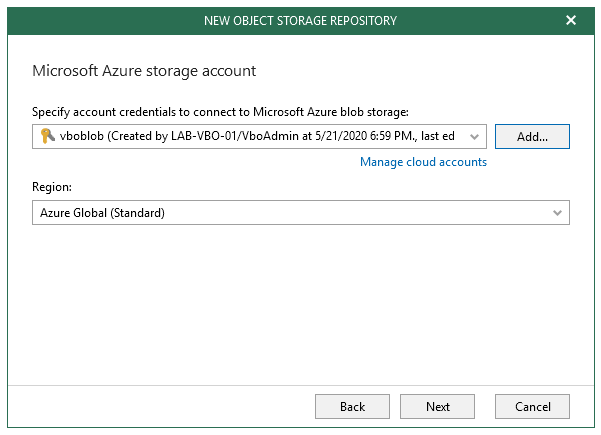 NEW OBJECT STORAGE REPOSITORY
Microsoft Azure storage account
Specify account credentials to connect to Microsoft Azure blob storage:
vboblob (Created by LAB-VBO-01/VboAdmin at 5/21/2020 6:59 PM., last ed
Add...
Manage cloud accounts
Region:
Azure Global (Standard)
Back
Next
Cancel